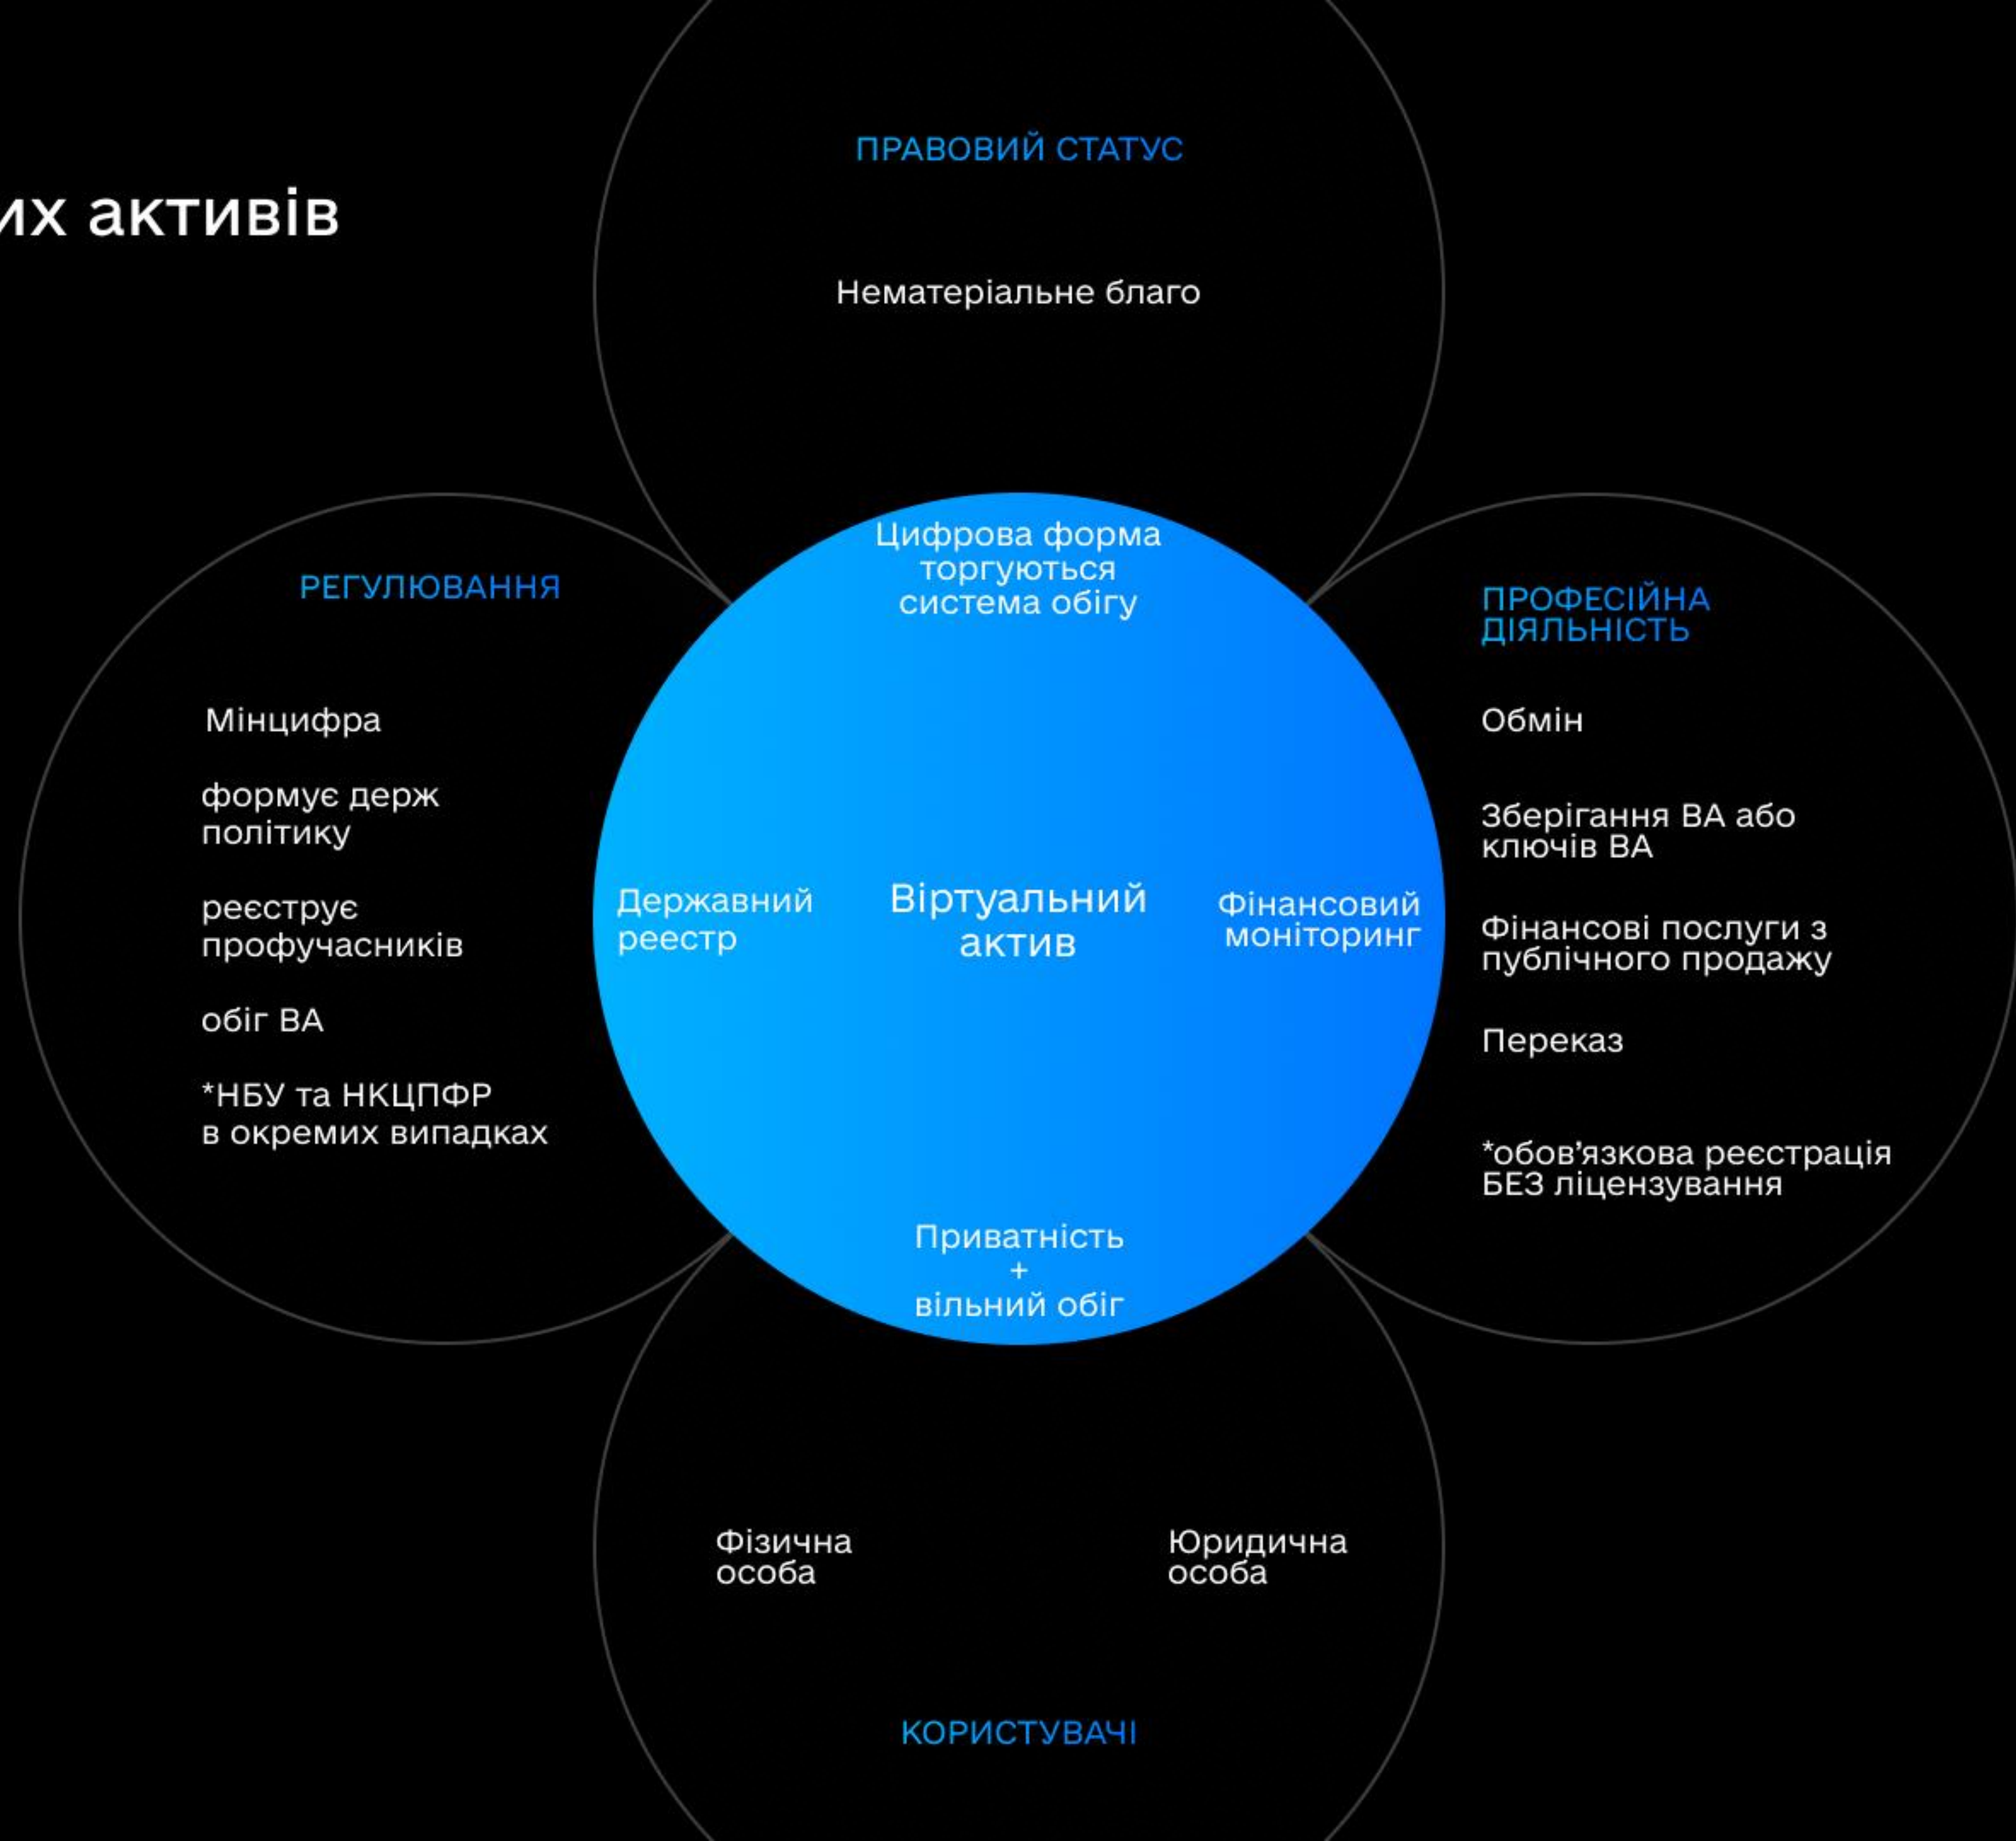 ПРАВОВИЙ СТАТУС
их активів
Нематеріальне благо
Цифрова форма
торгуються
система обігу
РЕГУЛЮВАННЯ
Мінцифра
формує держ
політику
реєструє
профучасників
обіг ВА
*НБУ та НКЦПФР
в окремих випадках
Державний
реестр
Віртуальний
актив
Фінансовий
моніторинг
ПРОФЕСІЙНА
ДІЯЛЬНІСТЬ
Обмін
Зберігання ВА або
ключів ВА
Фінансові послуги з
публічного продажу
Переказ
*обов’язкова реєстрація
БЕЗ ліцензування
Приватність
+
вільний обіг
Фізична
особа
Юридична
особа
КОРИСТУВАЧІ